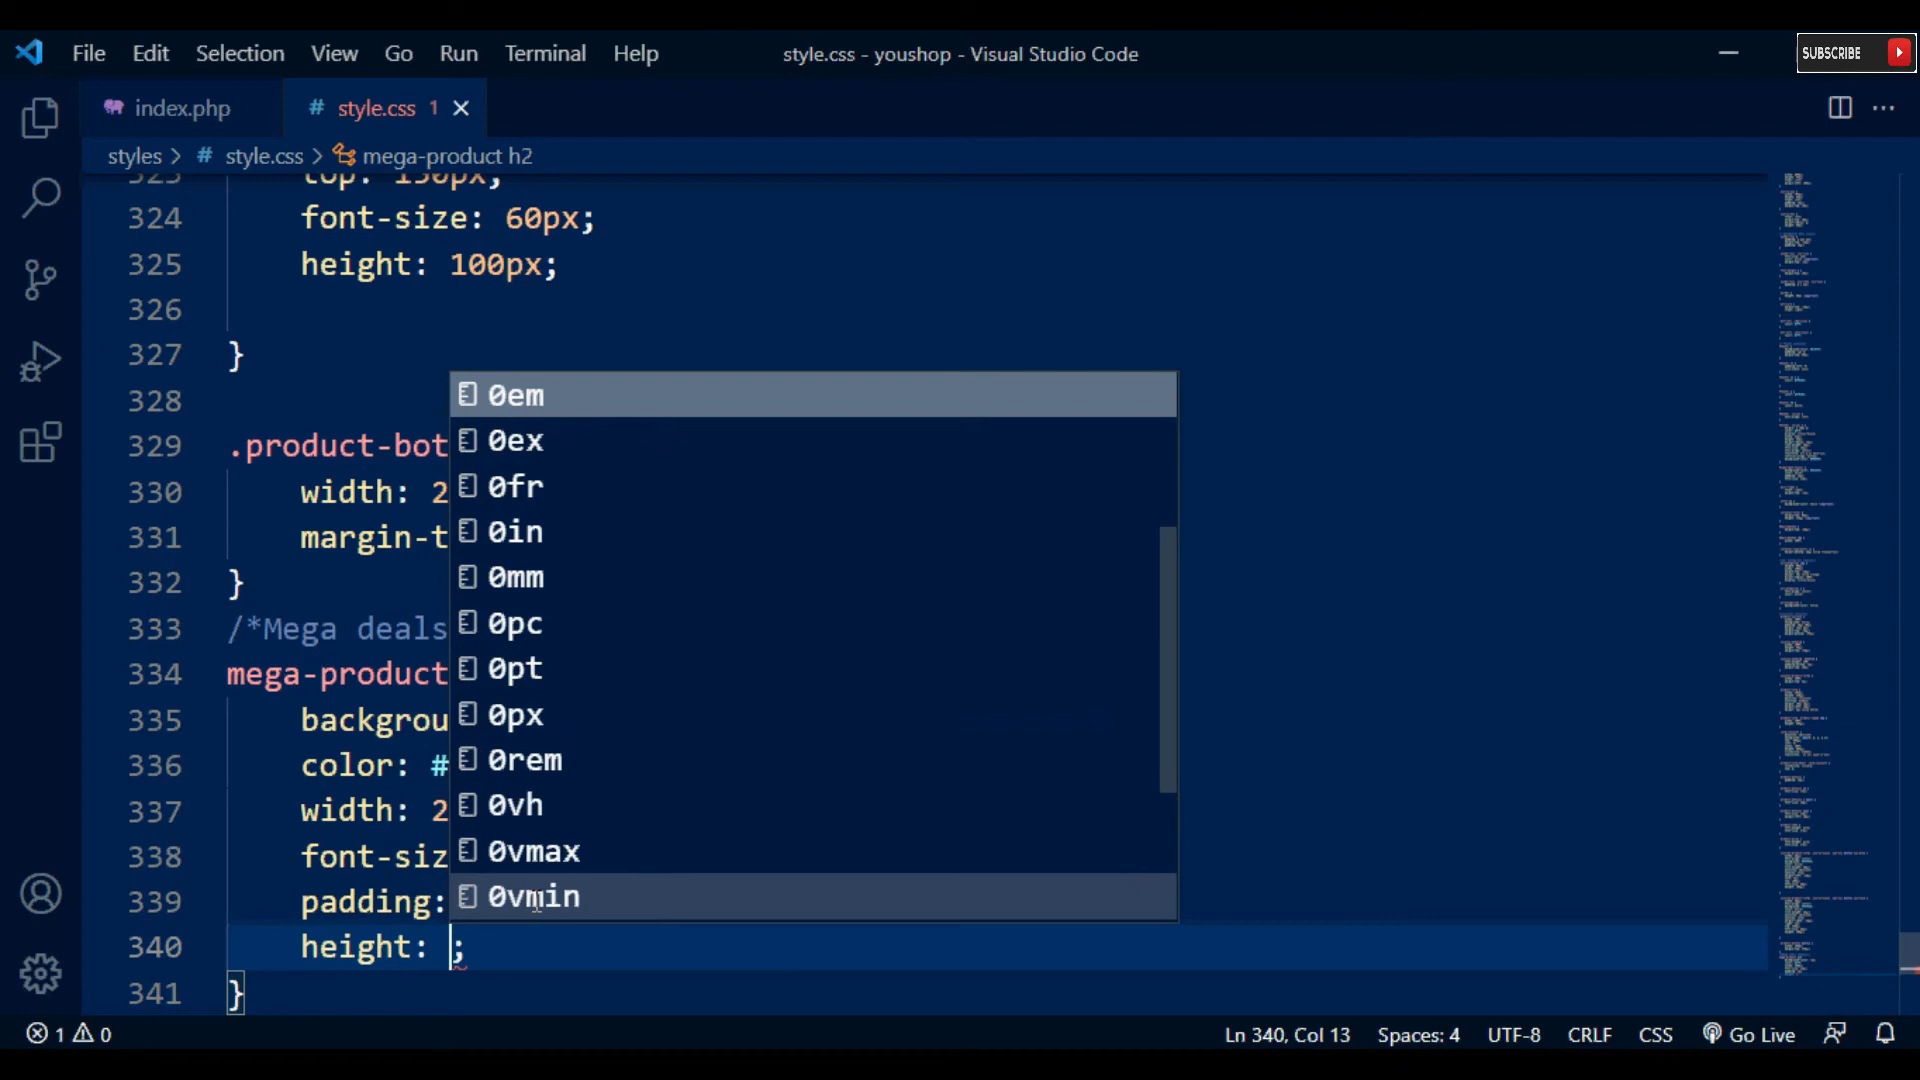 File Edit Selection View Go Run Terminal Help style.css - youshop - Visual Studio Code SUBSCRIBE
index.php # style.css 1
styles > # style.css > mega-product h2
323 top: 150px;
324 font-size: 60px;
325 height: 100px;
326
327 }
328
329 .product-bot
330 width: 2
331 margin-t
332 }
333 /*Mega deals
334 mega-product
335 backgrou
336 color: #
337 width: 2
338 font-siz
339 padding:
340 height: ;
341 }
0em
0ex
0fr
0in
0mm
0pc
0pt
0px
0rem
0vh
0vmax
0vmin
1 0 Ln 340, Col 13 Spaces: 4 UTF-8 CRLF CSS Go Live